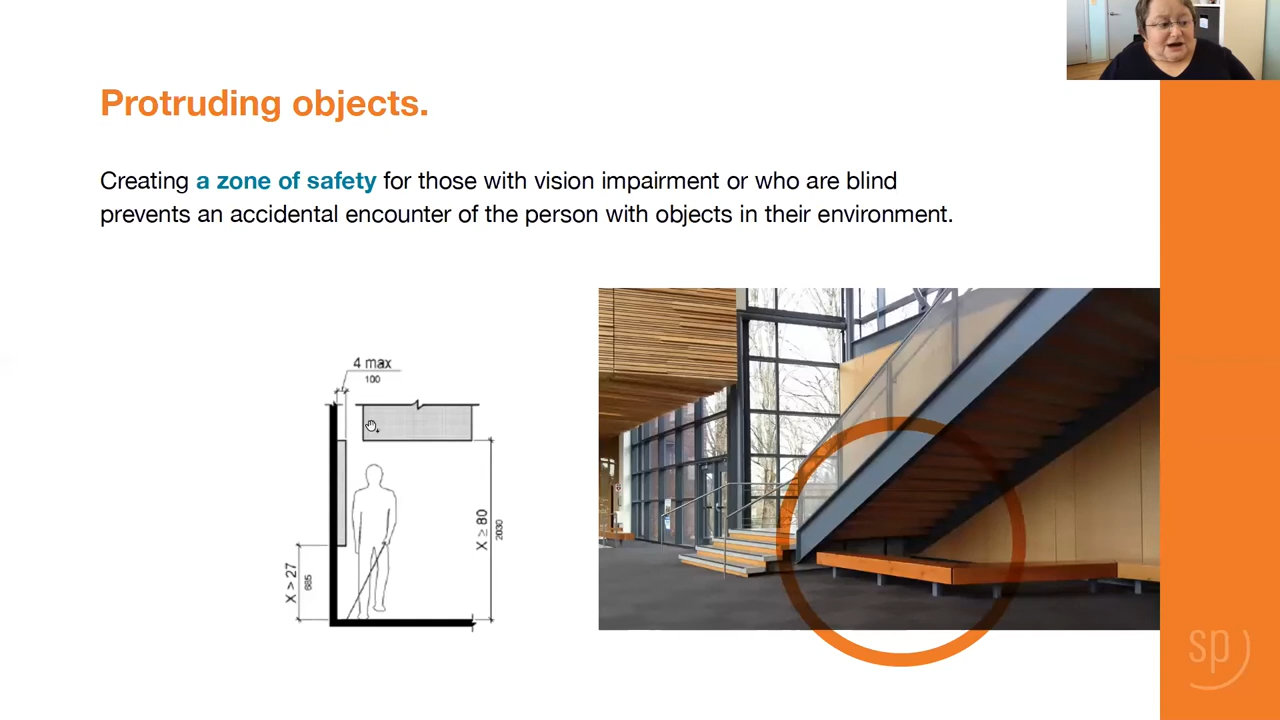 Protruding objects.
Creating a zone of safety for those with vision impairment or who are blind
prevents an accidental encounter of the person with objects in their environment.
4 max
100
X > 27
685
X ≥ 80
2030
sp